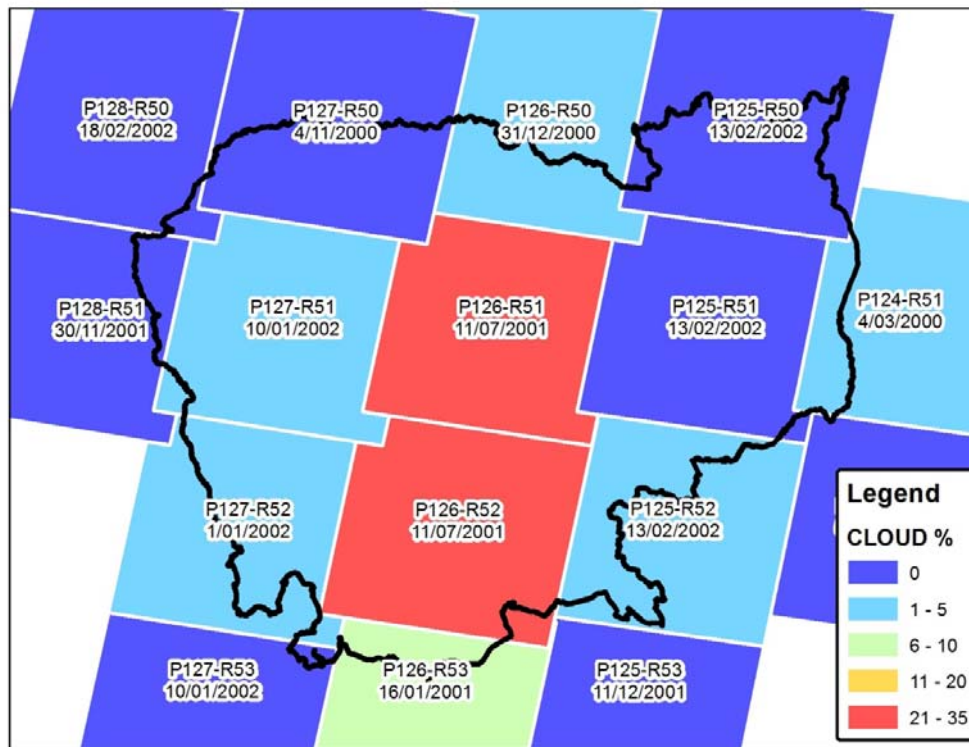 P128-R50
18/02/2002
P127-R50
4/11/2000
P126-R50
31/12/2000
P125-R50
13/02/2002
P128-R51
30/11/2001
P127-R51
10/01/2002
P126-R51
11/07/2001
P125-R51
13/02/2002
P124-R51
4/03/2000
P127-R52
1/01/2002
P126-R52
11/07/2001
P125-R52
13/02/2002
P127-R53
10/01/2002
P126-R53
16/01/2001
P125-R53
11/12/2001
Legend
CLOUD %
0
1 - 5
6 - 10
11 - 20
21 - 35